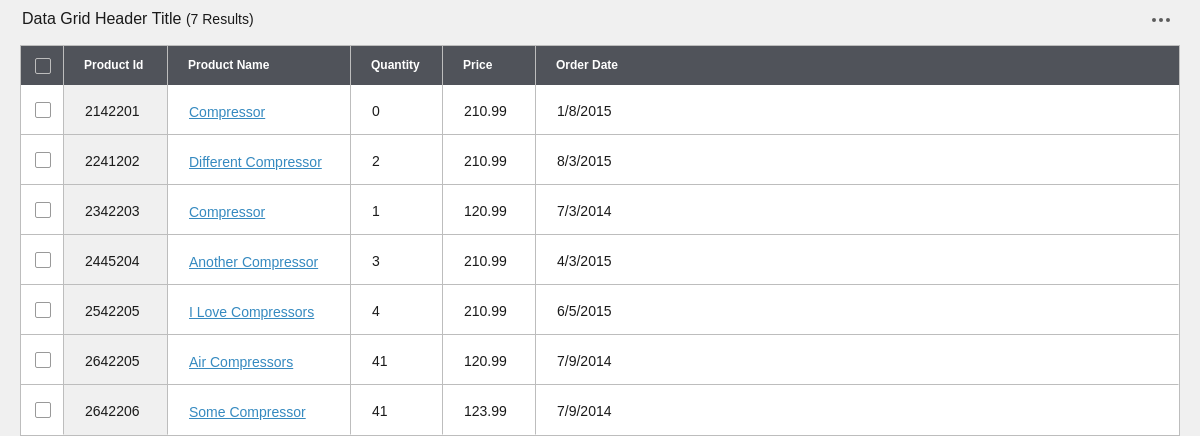 Data Grid Header Title (7 Results)
Product Id Product Name Quantity Price Order Date
2142201 Compressor 0 210.99 1/8/2015
2241202 Different Compressor 2 210.99 8/3/2015
2342203 Compressor 1 120.99 7/3/2014
2445204 Another Compressor 3 210.99 4/3/2015
2542205 I Love Compressors 4 210.99 6/5/2015
2642205 Air Compressors 41 120.99 7/9/2014
2642206 Some Compressor 41 123.99 7/9/2014